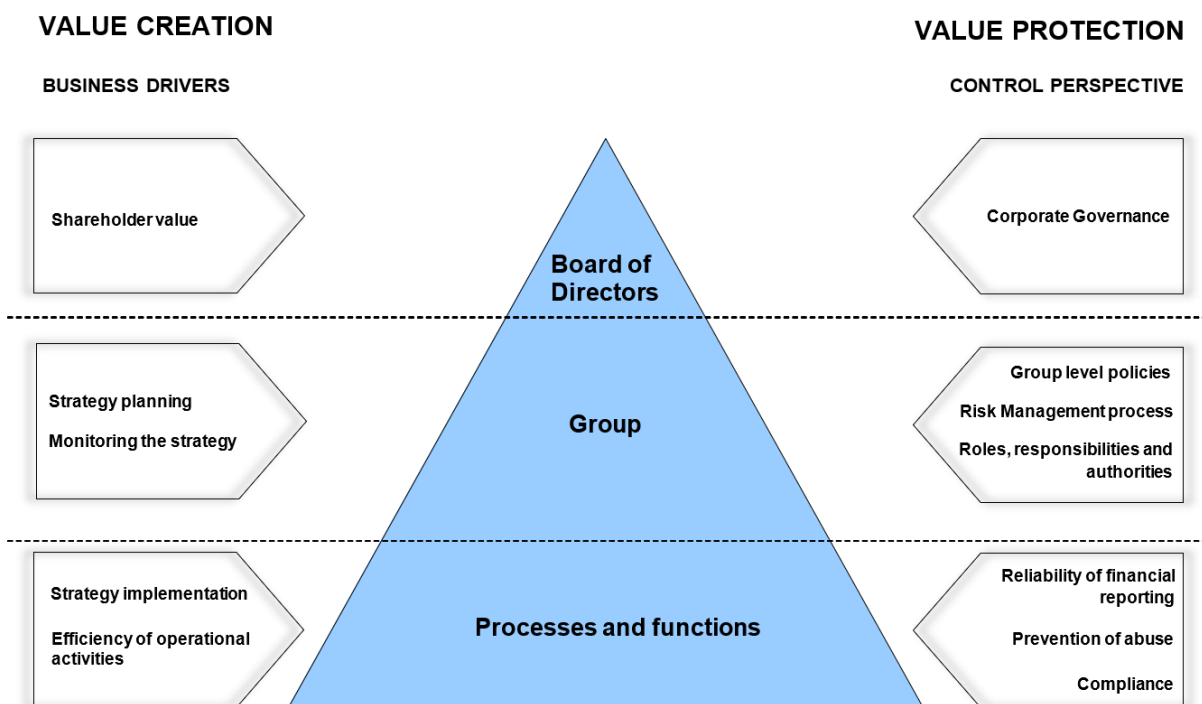 VALUE CREATION
VALUE PROTECTION
BUSINESS DRIVERS
CONTROL PERSPECTIVE
Shareholder value
Board of
Directors
Corporate Governance
Strategy planning
Monitoring the strategy
Group
Group level policies
Risk Management process
Roles, responsibilities and
authorities
Strategy implementation
Efficiency of operational
activities
Processes and functions
Reliability of financial
reporting
Prevention of abuse
Compliance